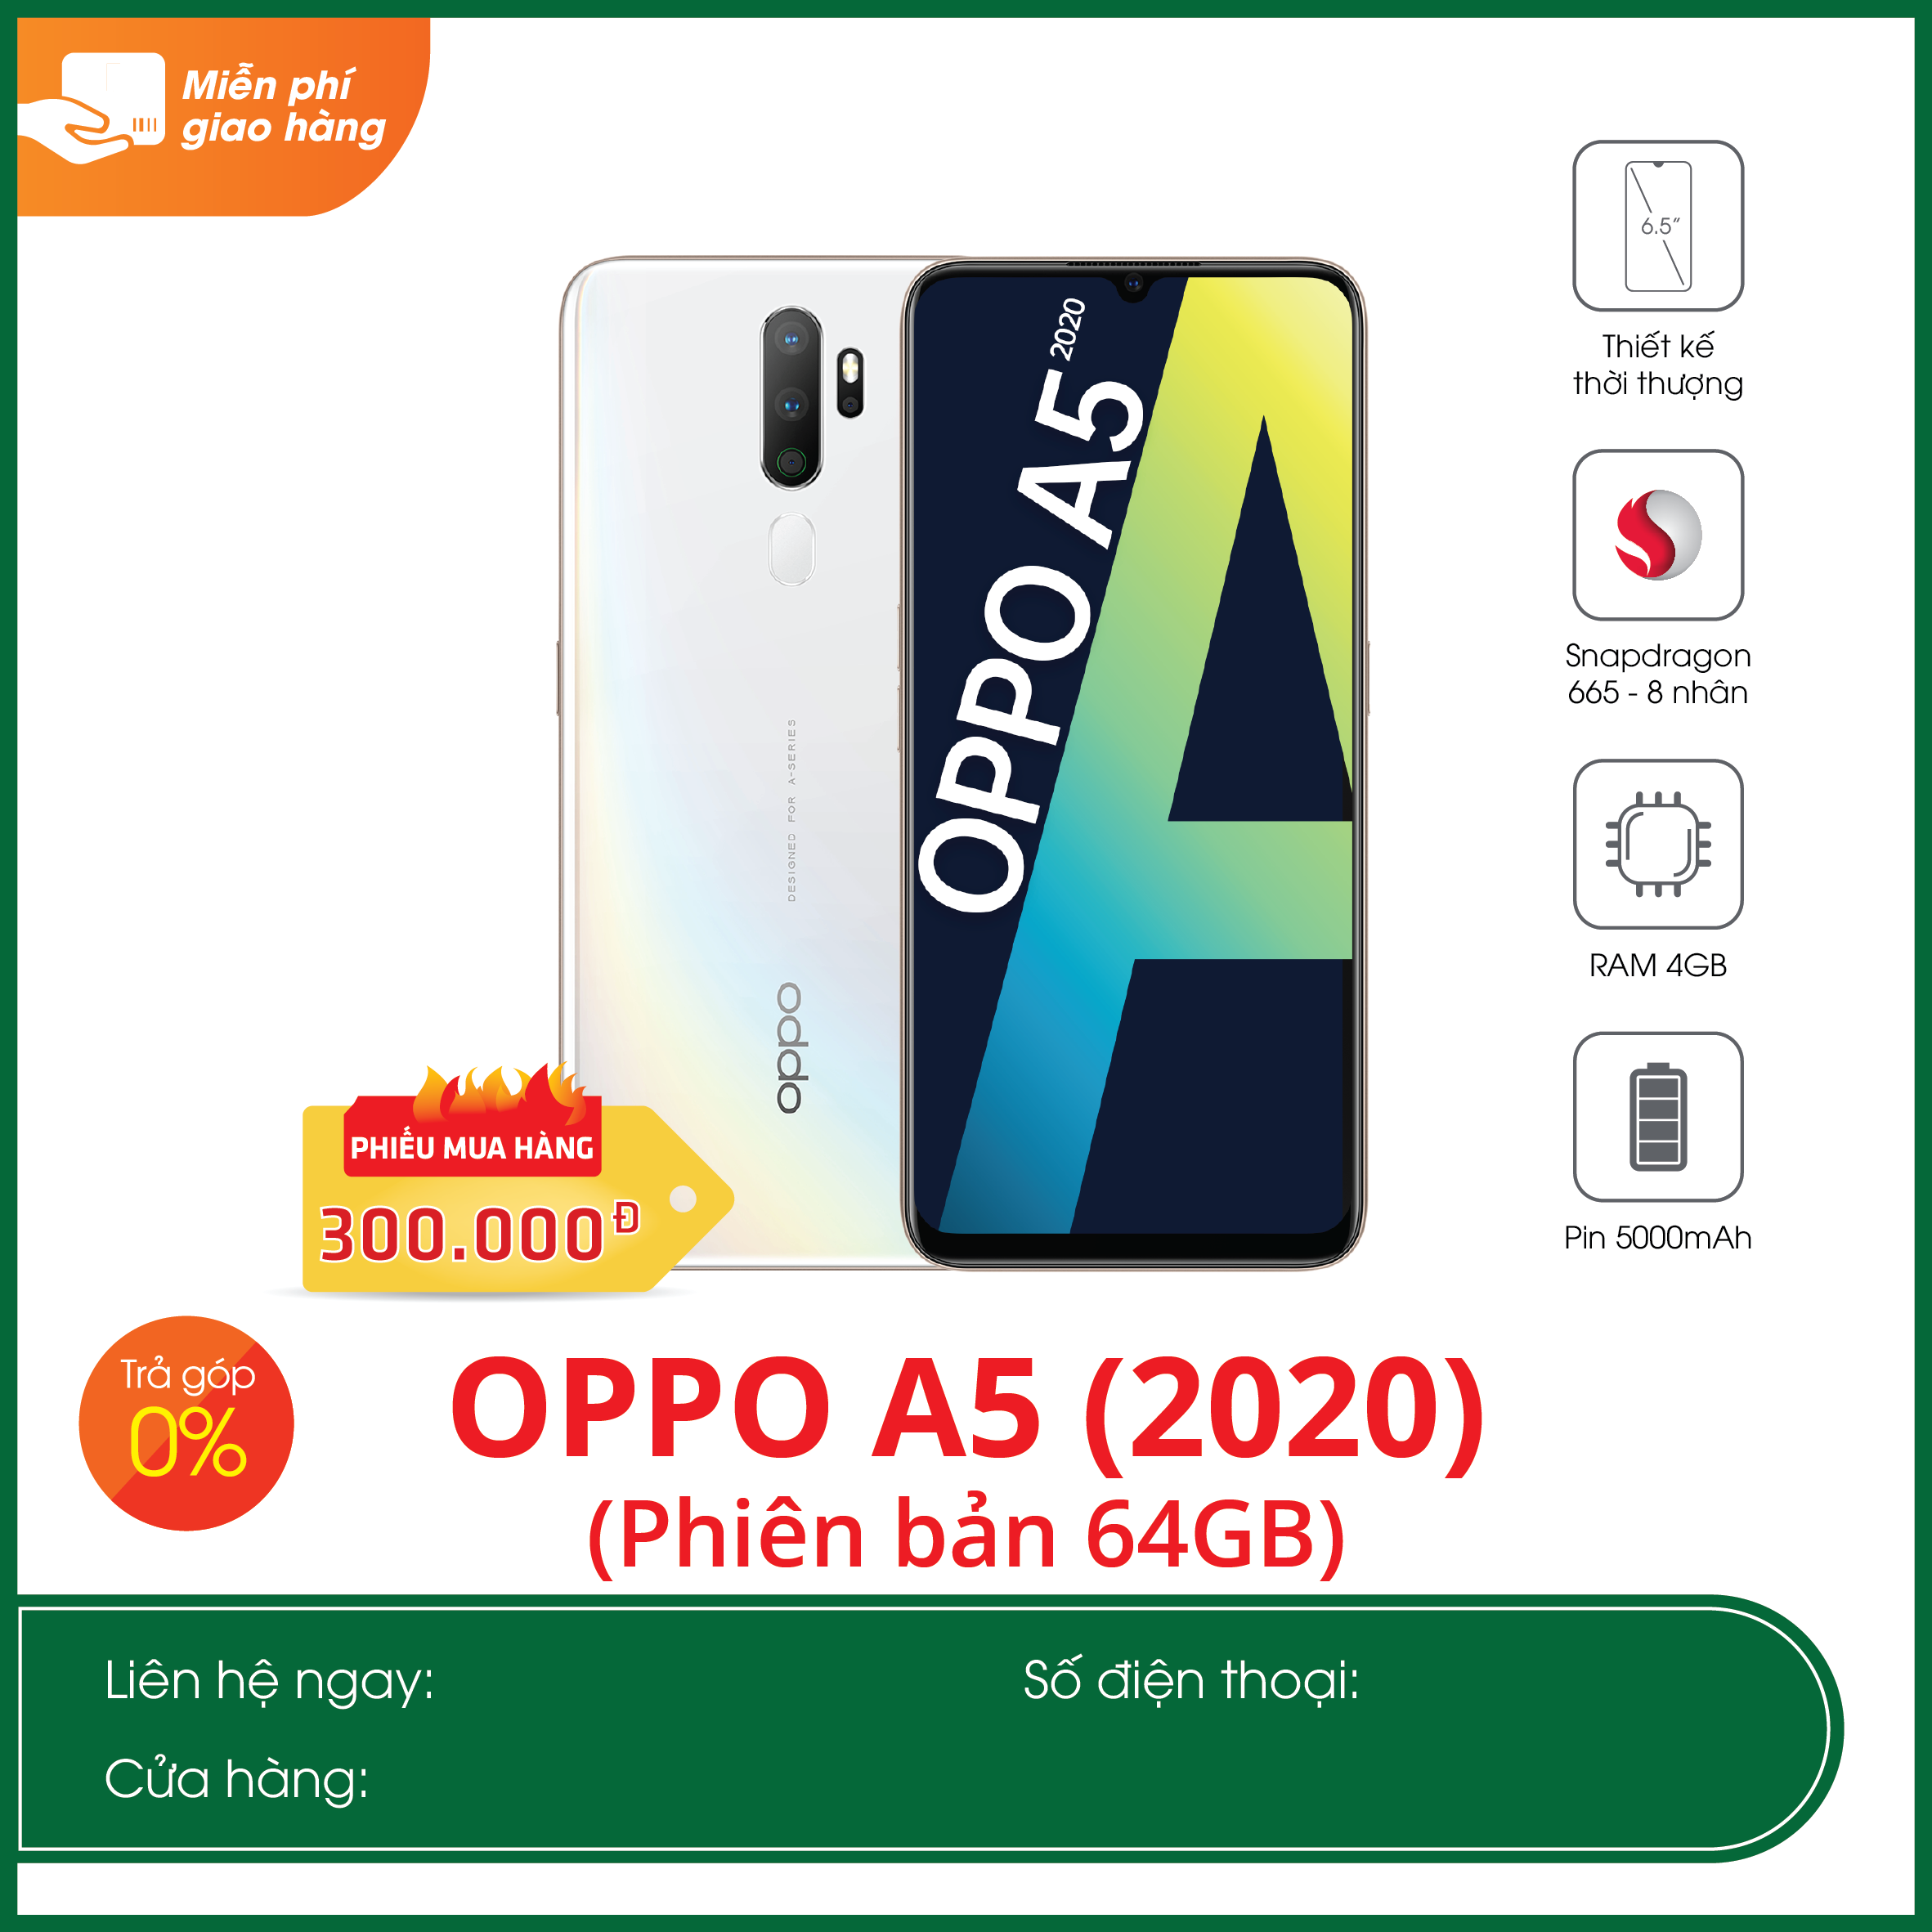 Miễn phí
giao hàng
6.5"
Thiết kế
thời thượng
Snapdragon
665 - 8 nhân
RAM 4GB
Pin 5000mAh
OPPO A5 2020
DESIGNED FOR A-SERIES
oppo
PHIẾU MUA HÀNG
300.000Đ
Trả góp
0%
OPPO A5 (2020)
(Phiên bản 64GB)
Liên hệ ngay:
Số điện thoại:
Cửa hàng: